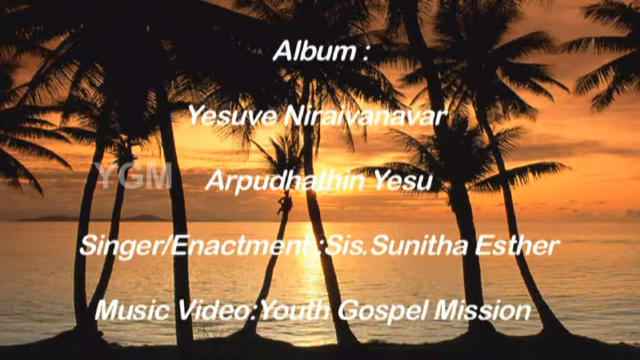 Album :
Yesuve Niraivanavar
YGM
Arpudhathin Yesu
Singer/Enactment:Sis.Sunitha Esther
Music Video:Youth Gospel Mission